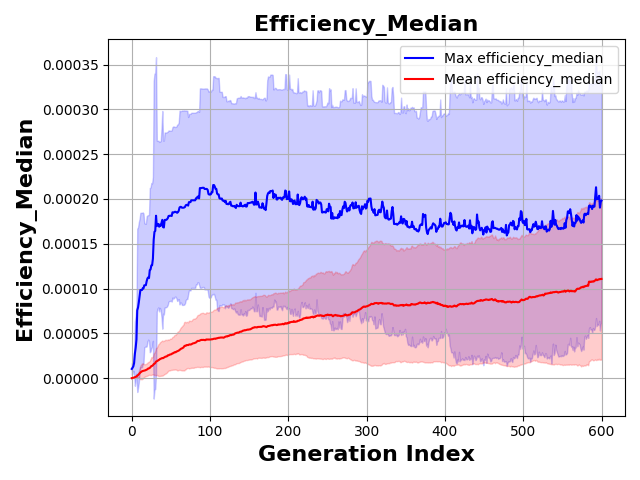 Efficiency_Median
Max efficiency_median
Mean efficiency_median
Efficiency_Median
0.00035
0.00030
0.00025
0.00020
0.00015
0.00010
0.00005
0.00000
0 100 200 300 400 500 600
Generation Index